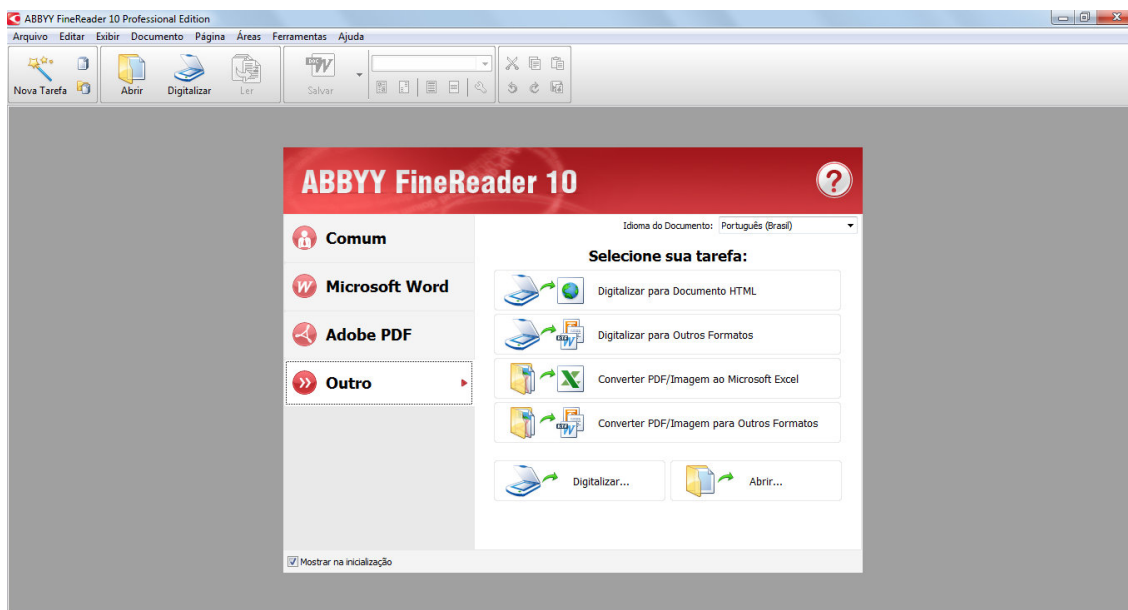 ABBYY FineReader 10 Professional Edition
Arquivo Editar Exibir Documento Página Áreas Ferramentas Ajuda
Nova Tarefa Abrir Digitalizar Ler Salvar
ABBYY FineReader 10
Idioma do Documento: Português (Brasil)
Comum
Microsoft Word
Adobe PDF
Outro
Selecione sua tarefa:
Digitalizar para Documento HTML
Digitalizar para Outros Formatos
Converter PDF/Imagem ao Microsoft Excel
Converter PDF/Imagem para Outros Formatos
Digitalizar... Abrir...
Mostrar na inicialização